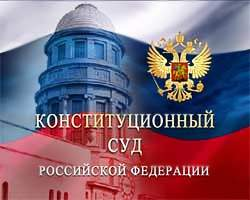 КОНСТИТУЦИОННЫЙ
СУД
РОССИЙСКОЙ ФЕДЕРАЦИИ